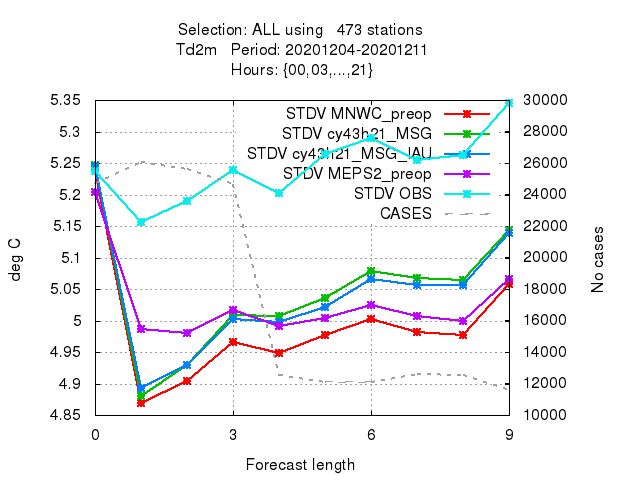 Selection: ALL using   473 stations
Td2m   Period: 20201204-20201211
Hours: {00,03,...,21}
5.35
5.3
5.25
5.2
5.15
5.1
5.05
5
4.95
4.9
4.85
deg C
STDV MNWC_preop
STDV cy43h21_MSG
STDV cy43h21_MSG_IAU
STDV MEPS2_preop
STDV OBS
CASES
30000
28000
26000
24000
22000
20000
18000
16000
14000
12000
10000
No cases
0 3 6 9
Forecast length